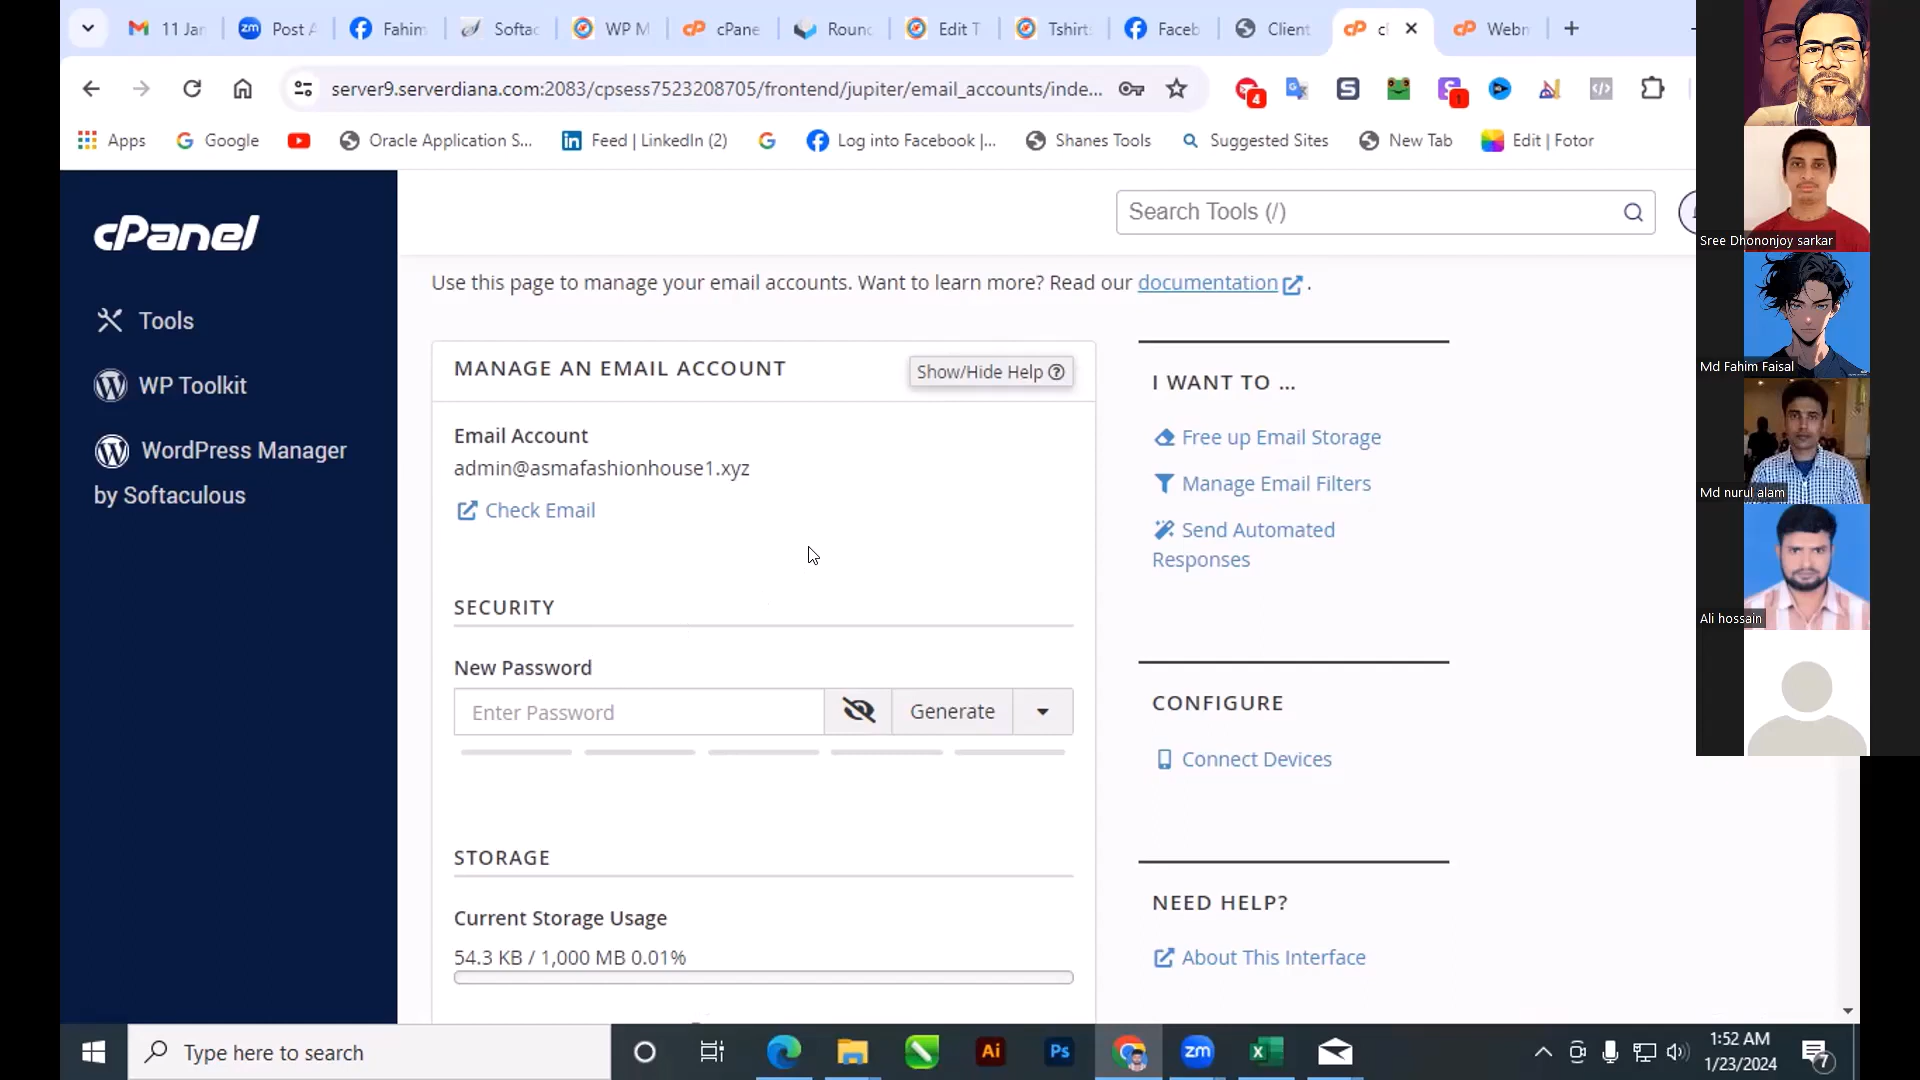 11 Jan
Post A
Fahim
Softac
WP M
cPane
Round
Edit T
Tshirt
Faceb
Client
Webm
server9.serverdiana.com:2083/cpsess7523208705/frontend/jupiter/email_accounts/inde...
4
1
Apps
Google
Oracle Application S...
Feed | LinkedIn (2)
Log into Facebook |...
Shanes Tools
Suggested Sites
New Tab
Edit | Fotor
cPanel
Search Tools (/)
Tools
WP Toolkit
WordPress Manager
by Softaculous
Use this page to manage your email accounts. Want to learn more? Read our documentation .
MANAGE AN EMAIL ACCOUNT
Show/Hide Help
Email Account
admin@asmafashionhouse1.xyz
Check Email
SECURITY
New Password
Enter Password
Generate
STORAGE
Current Storage Usage
54.3 KB / 1,000 MB 0.01%
I WANT TO ...
Free up Email Storage
Manage Email Filters
Send Automated
Responses
CONFIGURE
Connect Devices
NEED HELP?
About This Interface
Sree Dhononjoy sarkar
Md Fahim Faisal
Md nurul alam
Ali hossain
Type here to search
Ai
Ps
zm
1:52 AM
1/23/2024
7